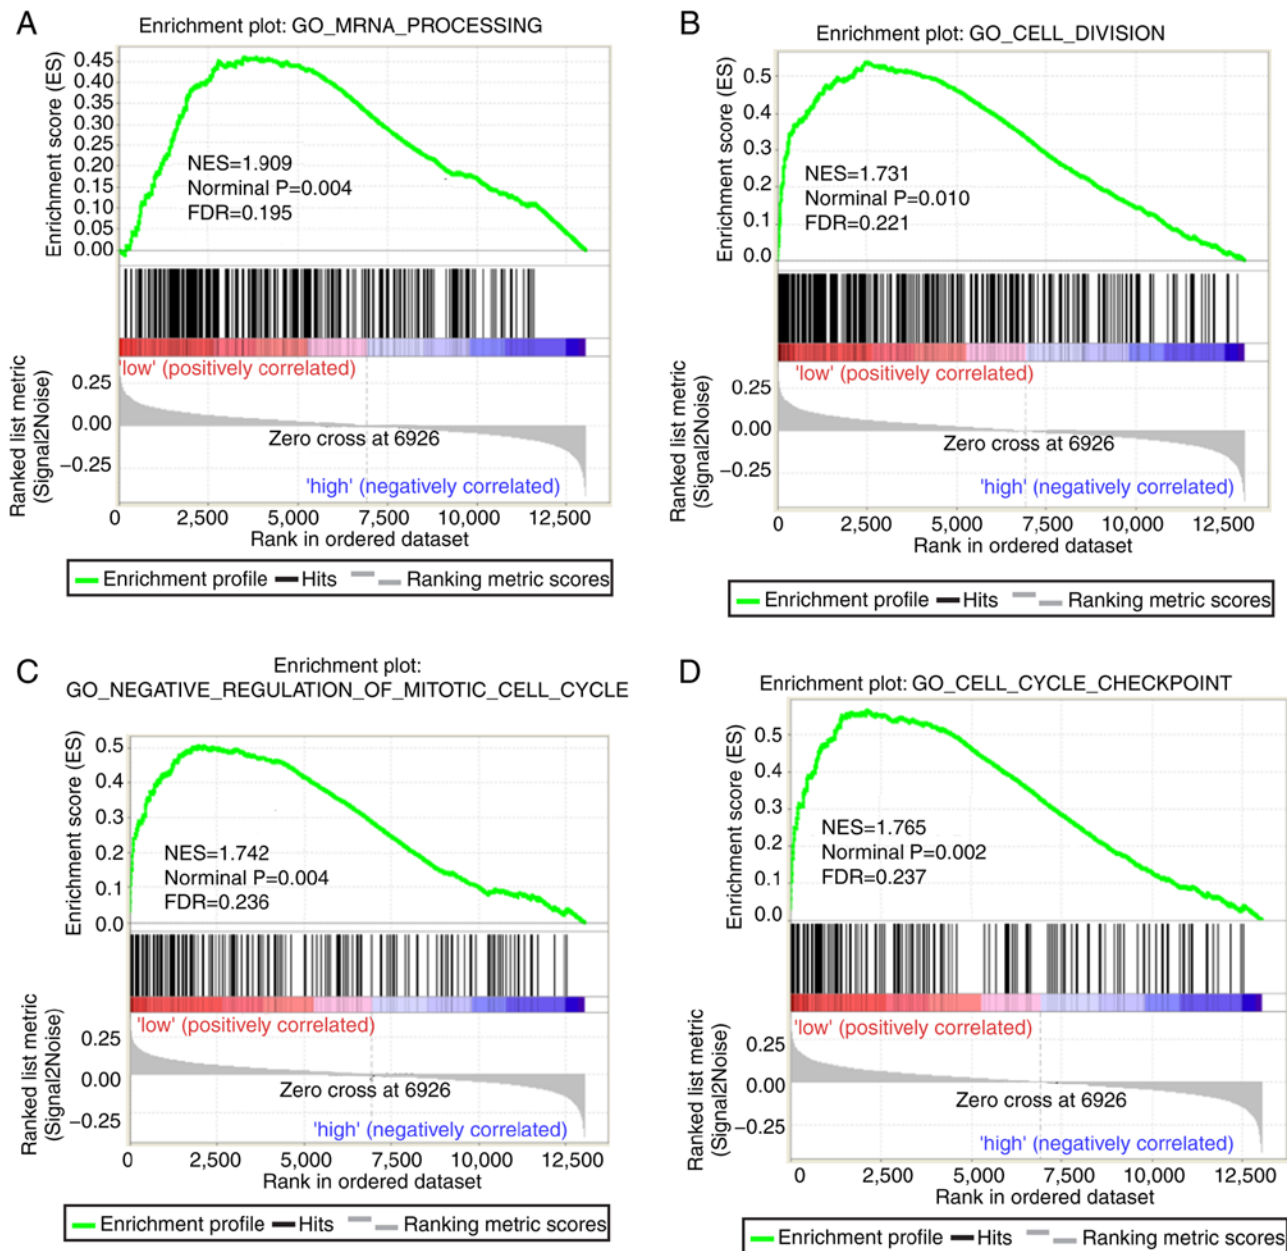 A
Enrichment plot: GO_MRNA_PROCESSING
Enrichment score (ES)
0.45
0.40
0.35
0.30
0.25
0.20
0.15
0.10
0.05
0.00
NES=1.909
Norminal P=0.004
FDR=0.195
'low' (positively correlated)
Ranked list metric
(Signal2Noise)
0.25
0.00
−0.25
Zero cross at 6926
'high' (negatively correlated)
0 2,500 5,000 7,500 10,000 12,500
Rank in ordered dataset
Enrichment profile Hits Ranking metric scores
B
Enrichment plot: GO_CELL_DIVISION
Enrichment score (ES)
0.5
0.4
0.3
0.2
0.1
0.0
NES=1.731
Norminal P=0.010
FDR=0.221
'low' (positively correlated)
Ranked list metric
(Signal2Noise)
0.25
0.00
−0.25
Zero cross at 6926
'high' (negatively correlated)
0 2,500 5,000 7,500 10,000 12,500
Rank in ordered dataset
Enrichment profile Hits Ranking metric scores
C
Enrichment plot:
GO_NEGATIVE_REGULATION_OF_MITOTIC_CELL_CYCLE
Enrichment score (ES)
0.5
0.4
0.3
0.2
0.1
0.0
NES=1.742
Norminal P=0.004
FDR=0.236
'low' (positively correlated)
Ranked list metric
(Signal2Noise)
0.25
0.00
−0.25
Zero cross at 6926
'high' (negatively correlated)
0 2,500 5,000 7,500 10,000 12,500
Rank in ordered dataset
Enrichment profile Hits Ranking metric scores
D
Enrichment plot: GO_CELL_CYCLE_CHECKPOINT
Enrichment score (ES)
0.5
0.4
0.3
0.2
0.1
0.0
NES=1.765
Norminal P=0.002
FDR=0.237
'low' (positively correlated)
Ranked list metric
(Signal2Noise)
0.25
0.00
−0.25
Zero cross at 6926
'high' (negatively correlated)
0 2,500 5,000 7,500 10,000 12,500
Rank in ordered dataset
Enrichment profile Hits Ranking metric scores